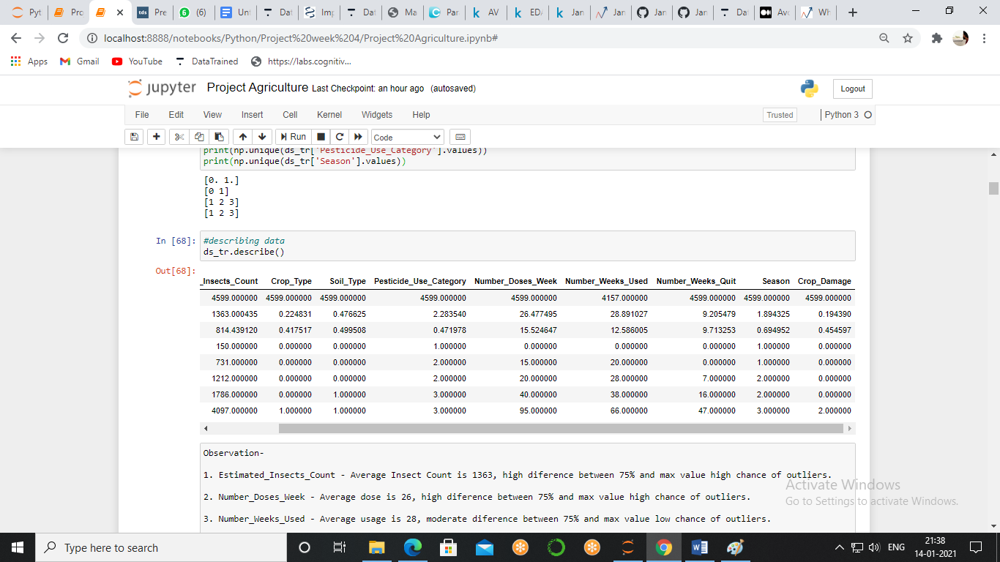 Pyt
Pro
Pre
(6)
Unt
Dat
Imp
Dat
Ma
Par
AV
EDA
Jan
Jan
Jan
Jan
Dat
Avo
Wh
localhost:8888/notebooks/Python/Project%20week%204/Project%20Agriculture.ipynb#
Apps Gmail YouTube DataTrained https://labs.cognitiv...
jupyter Project Agriculture Last Checkpoint: an hour ago (autosaved) Logout
File Edit View Insert Cell Kernel Widgets Help Trusted Python 3
Run Code
print(np.unique(ds_tr['Pesticide_Use_Category'].values))
print(np.unique(ds_tr['Season'].values))
[0. 1.]
[0 1]
[1 2 3]
[1 2 3]
In [68]: #describing data
ds_tr.describe()
Out[68]:
_Insects_Count Crop_Type Soil_Type Pesticide_Use_Category Number_Doses_Week Number_Weeks_Used Number_Weeks_Quit Season Crop_Damage
4599.000000 4599.000000 4599.000000 4599.000000 4599.000000 4157.000000 4599.000000 4599.000000 4599.000000
1363.000435 0.224831 0.476625 2.283540 26.477495 28.891027 9.205479 1.894325 0.194390
814.439120 0.417517 0.499508 0.471978 15.524647 12.586005 9.713253 0.694952 0.454597
150.000000 0.000000 0.000000 1.000000 0.000000 0.000000 0.000000 1.000000 0.000000
731.000000 0.000000 0.000000 2.000000 15.000000 20.000000 0.000000 1.000000 0.000000
1212.000000 0.000000 0.000000 2.000000 20.000000 28.000000 7.000000 2.000000 0.000000
1786.000000 0.000000 1.000000 3.000000 40.000000 38.000000 16.000000 2.000000 0.000000
4097.000000 1.000000 1.000000 3.000000 95.000000 66.000000 47.000000 3.000000 2.000000
Observation-
1. Estimated_Insects_Count - Average Insect Count is 1363, high diference between 75% and max value high chance of outliers.
2. Number_Doses_Week - Average dose is 26, high diference between 75% and max value high chance of outliers.
3. Number_Weeks_Used - Average usage is 28, moderate diference between 75% and max value low chance of outliers.
Activate Windows
Go to Settings to activate Windows.
Type here to search
ENG
21:38
14-01-2021